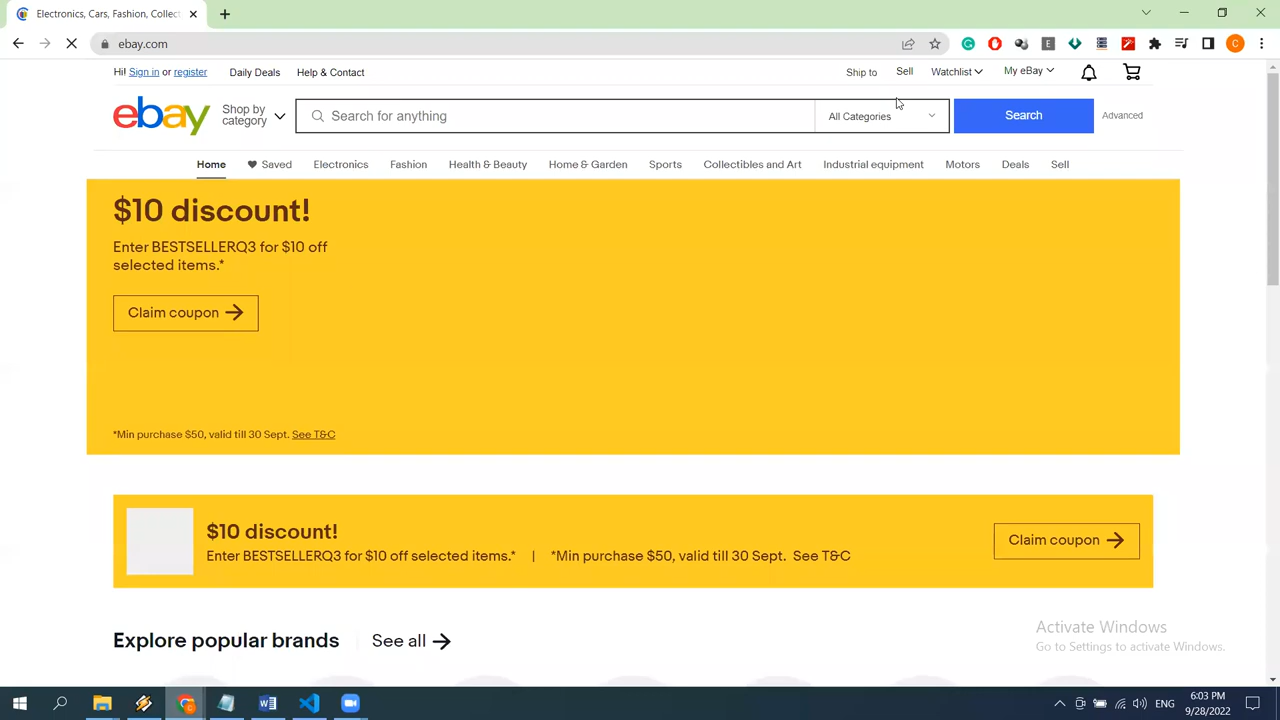 Electronics, Cars, Fashion, Collect
ebay.com
Hi! Sign in or register Daily Deals Help & Contact Ship to Sell Watchlist My eBay
ebay Shop by category Search for anything All Categories Search Advanced
Home Saved Electronics Fashion Health & Beauty Home & Garden Sports Collectibles and Art Industrial equipment Motors Deals Sell
$10 discount!
Enter BESTSELLERQ3 for $10 off
selected items.*
Claim coupon
*Min purchase $50, valid till 30 Sept. See T&C
$10 discount!
Enter BESTSELLERQ3 for $10 off selected items.* | *Min purchase $50, valid till 30 Sept. See T&C
Claim coupon
Explore popular brands See all
Activate Windows
Go to Settings to activate Windows.
ENG
6:03 PM
9/28/2022